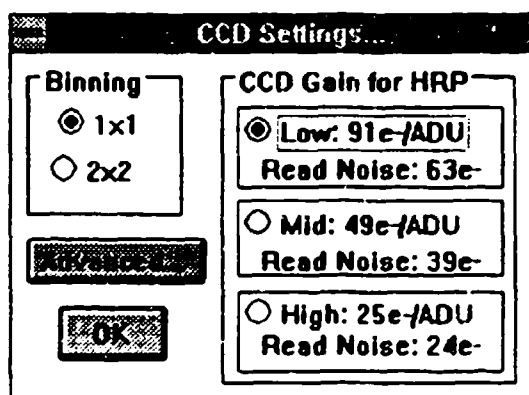 CCD Settings...
Binning
1x1
2x2
Advanced...
OK
CCD Gain for HRP
Low: 91e-/ADU
Read Noise: 63e-
Mid: 49e-/ADU
Read Noise: 39e-
High: 25e-/ADU
Read Noise: 24e-